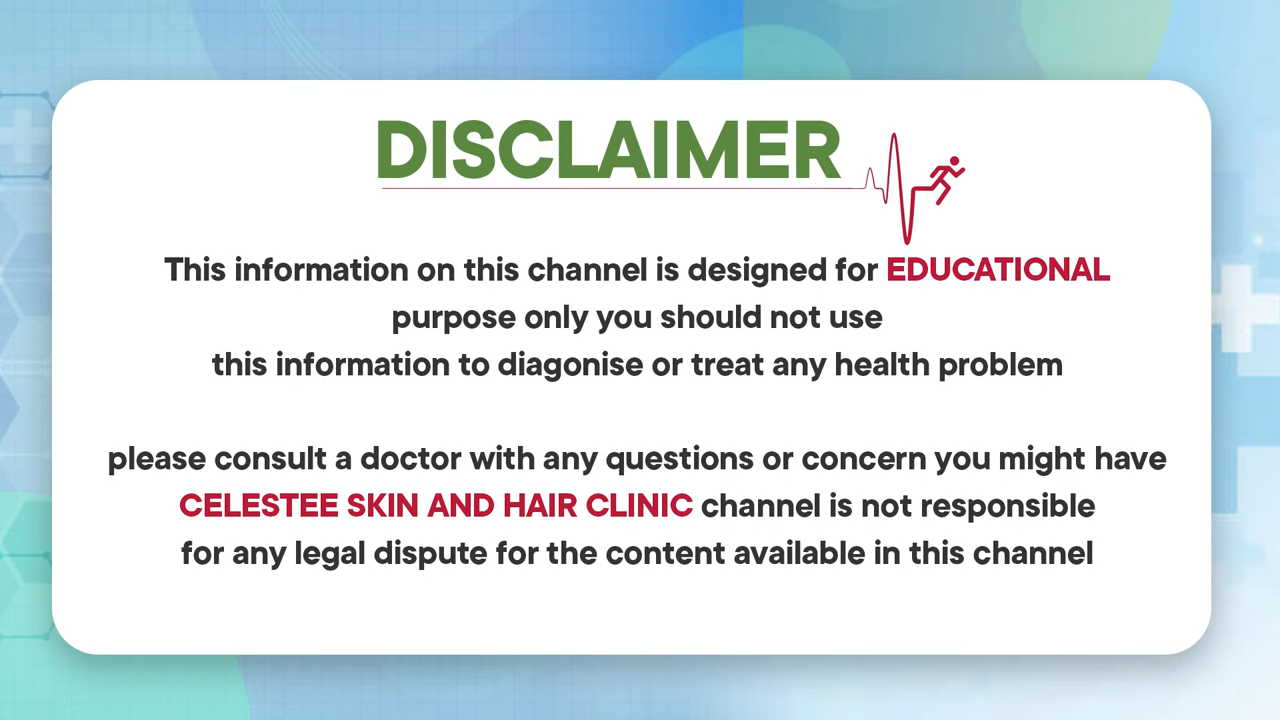 DISCLAIMER
This information on this channel is designed for EDUCATIONAL
purpose only you should not use
this information to diagonise or treat any health problem
please consult a doctor with any questions or concern you might have
CELESTEE SKIN AND HAIR CLINIC channel is not responsible
for any legal dispute for the content available in this channel